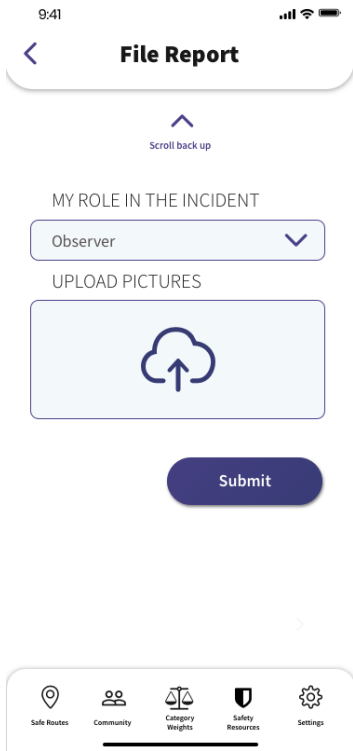 9:41
File Report
Scroll back up
MY ROLE IN THE INCIDENT
Observer
UPLOAD PICTURES
Submit
Safe Routes
Community
Category
Weights
Safety
Resources
Settings